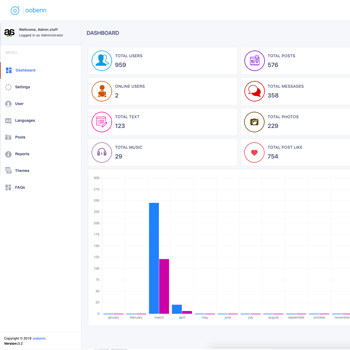 oobenn
Wellcome, Admin staff!
Logged in as Administrator
MENU
Dashboard
Settings
User
Languages
Posts
Reports
Themes
FAQs
Copyright © 2019 oobenn.
Version:3.2
DASHBOARD
TOTAL USERS
959
TOTAL POSTS
576
ONLINE USERS
2
TOTAL MESSAGES
358
TOTAL TEXT
123
TOTAL PHOTOS
229
TOTAL MUSIC
29
TOTAL POST LIKE
754
300
275
250
225
200
175
150
125
100
75
50
25
0
january february march april may june july august september october november